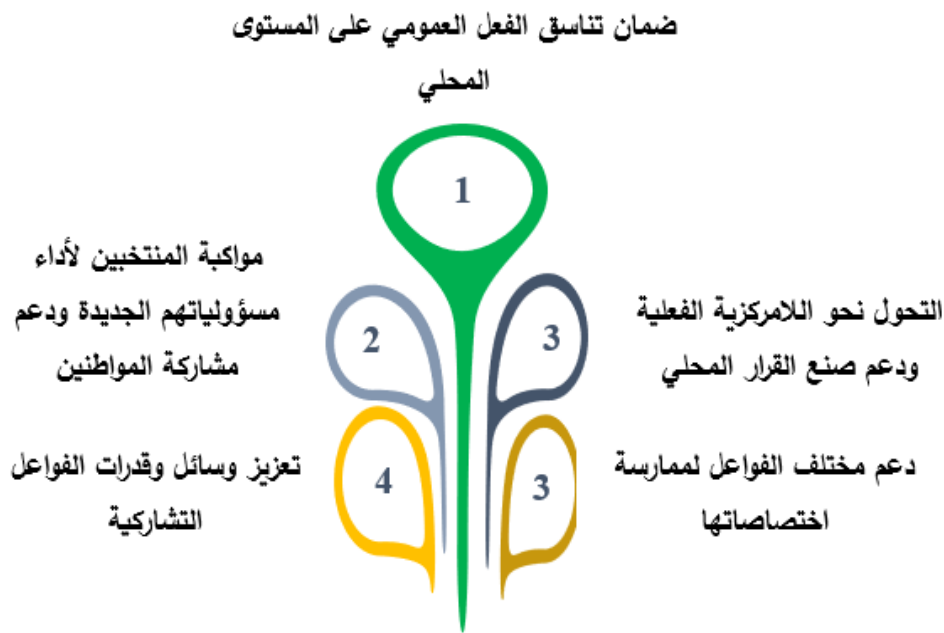 ضمان تناسق الفعل العمومي على المستوى
المحلي
1
مواكبة المنتخبين لأداء
مسؤولياتهم الجديدة ودعم
مشاركة المواطنين
2
3
التحول نحو اللامركزية الفعلية
ودعم صنع القرار المحلي
تعزيز وسائل وقدرات الفواعل
التشاركية
4
3
دعم مختلف الفواعل لممارسة
اختصاصاتها